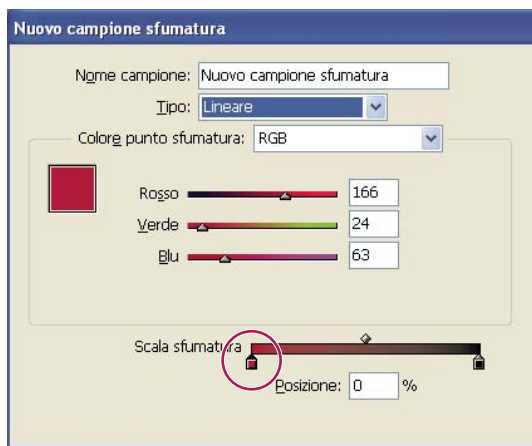 Nuovo campione sfumatura
Nome campione: Nuovo campione sfumatura
Tipo: Lineare
Colore punto sfumatura: RGB
Rosso 166
Verde 24
Blu 63
Scala sfumatura
Posizione: 0 %